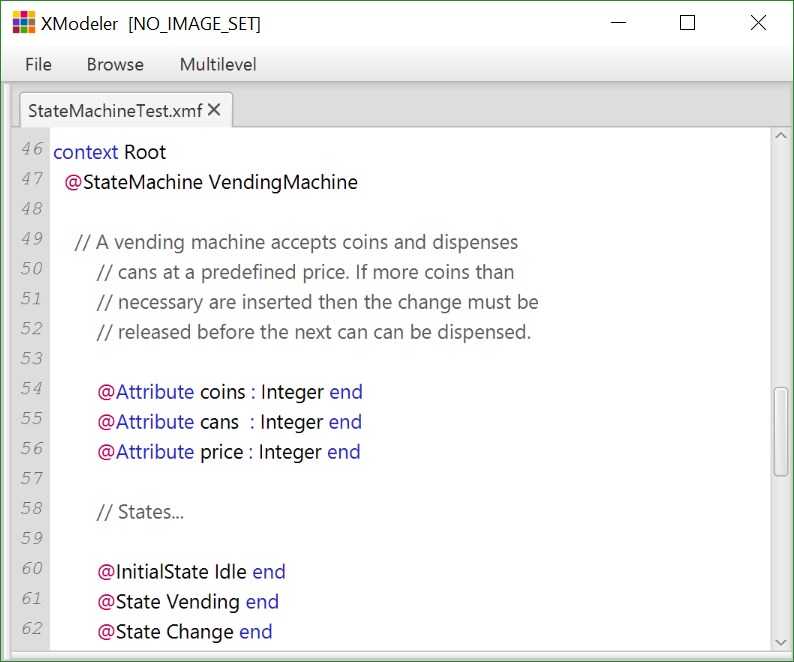 XModeler [NO_IMAGE_SET]
File Browse Multilevel
StateMachineTest.xmf
46 context Root
47 @StateMachine VendingMachine
48
49 // A vending machine accepts coins and dispenses
50 // cans at a predefined price. If more coins than
51 // necessary are inserted then the change must be
52 // released before the next can can be dispensed.
53
54 @Attribute coins : Integer end
55 @Attribute cans  : Integer end
56 @Attribute price : Integer end
57
58 // States...
59
60 @InitialState Idle end
61 @State Vending end
62 @State Change end